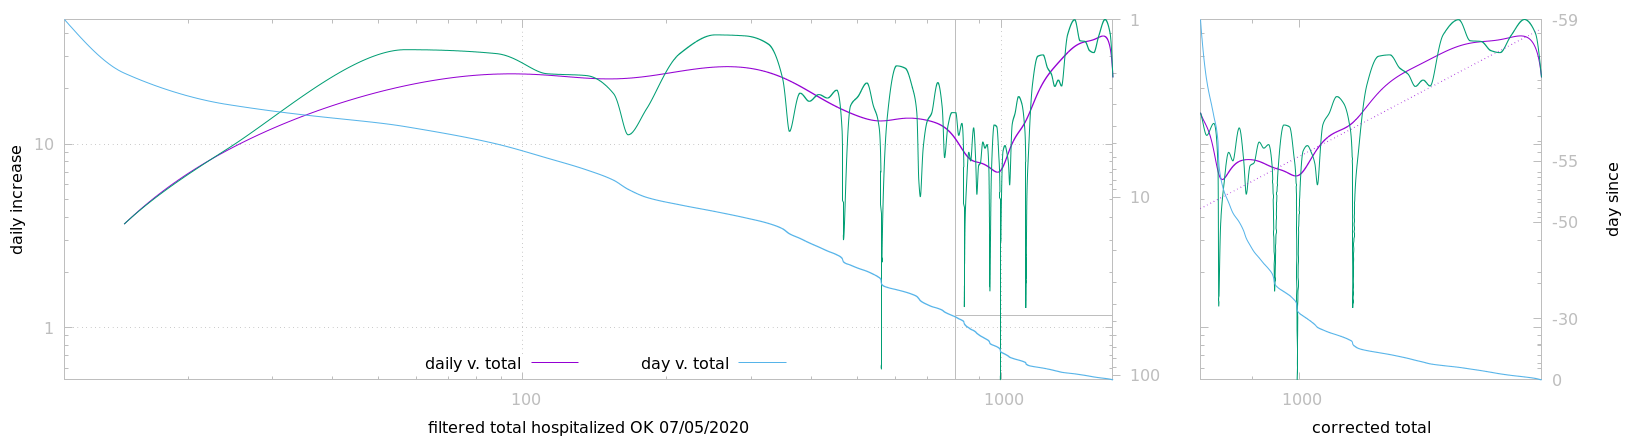 1
-59
10
10
-55
-50
1
-30
100
0
daily increase
day since
daily v. total
day v. total
100
1000
1000
filtered total hospitalized OK 07/05/2020
corrected total